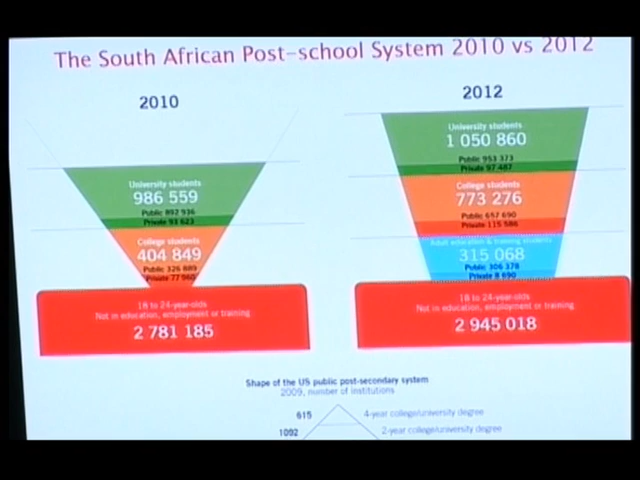 The South African Post-school System 2010 vs 2012
2010
2012
University students
986 559
Public 892 936
Private 93 623
College students
404 849
Public 326 889
Private 77 960
18 to 24-year-olds
Not in education, employment or training
2 781 185
University students
1 050 860
Public 953 373
Private 97 487
College students
773 276
Public 657 690
Private 115 586
Adult education & training students
315 068
Public 306 378
Private 8 690
18 to 24-year-olds
Not in education, employment or training
2 945 018
Shape of the US public post-secondary system
2009, number of institutions
615
4-year college/university degree
1092
2-year college/university degree